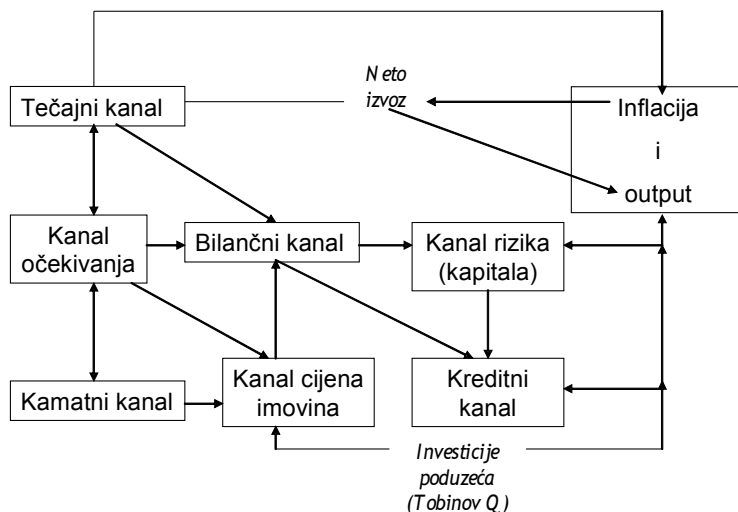 Neto
izvoz
Tečajni kanal
Inflacija
i
output
Kanal
očekivanja
Bilančni kanal
Kanal rizika
(kapitala)
Kamatni kanal
Kanal cijena
imovina
Kreditni
kanal
Investicije
poduzeća
(Tobinov Q)